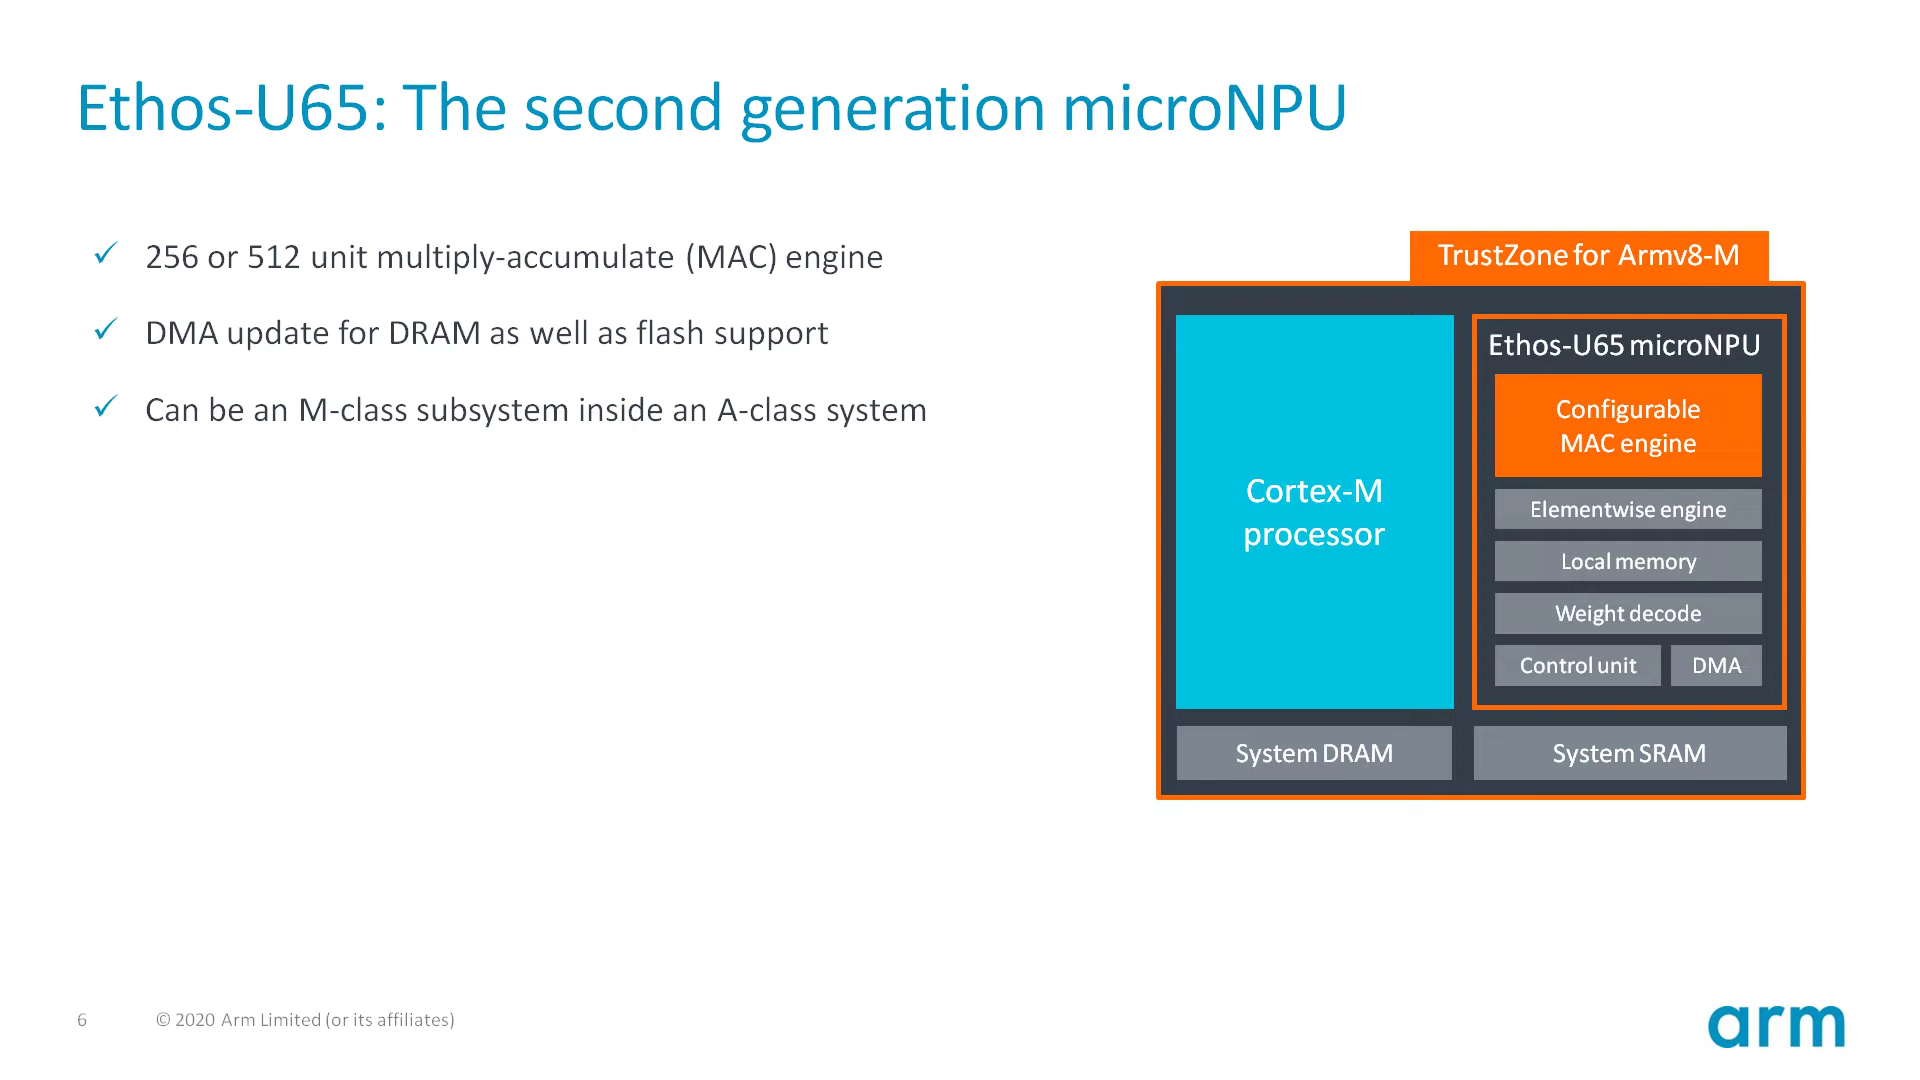 Ethos-U65: The second generation microNPU
✓ 256 or 512 unit multiply-accumulate (MAC) engine
✓ DMA update for DRAM as well as flash support
✓ Can be an M-class subsystem inside an A-class system
TrustZone for Armv8-M
Cortex-M
processor
Ethos-U65 microNPU
Configurable
MAC engine
Elementwise engine
Local memory
Weight decode
Control unit
DMA
System DRAM
System SRAM
6
© 2020 Arm Limited (or its affiliates)
arm